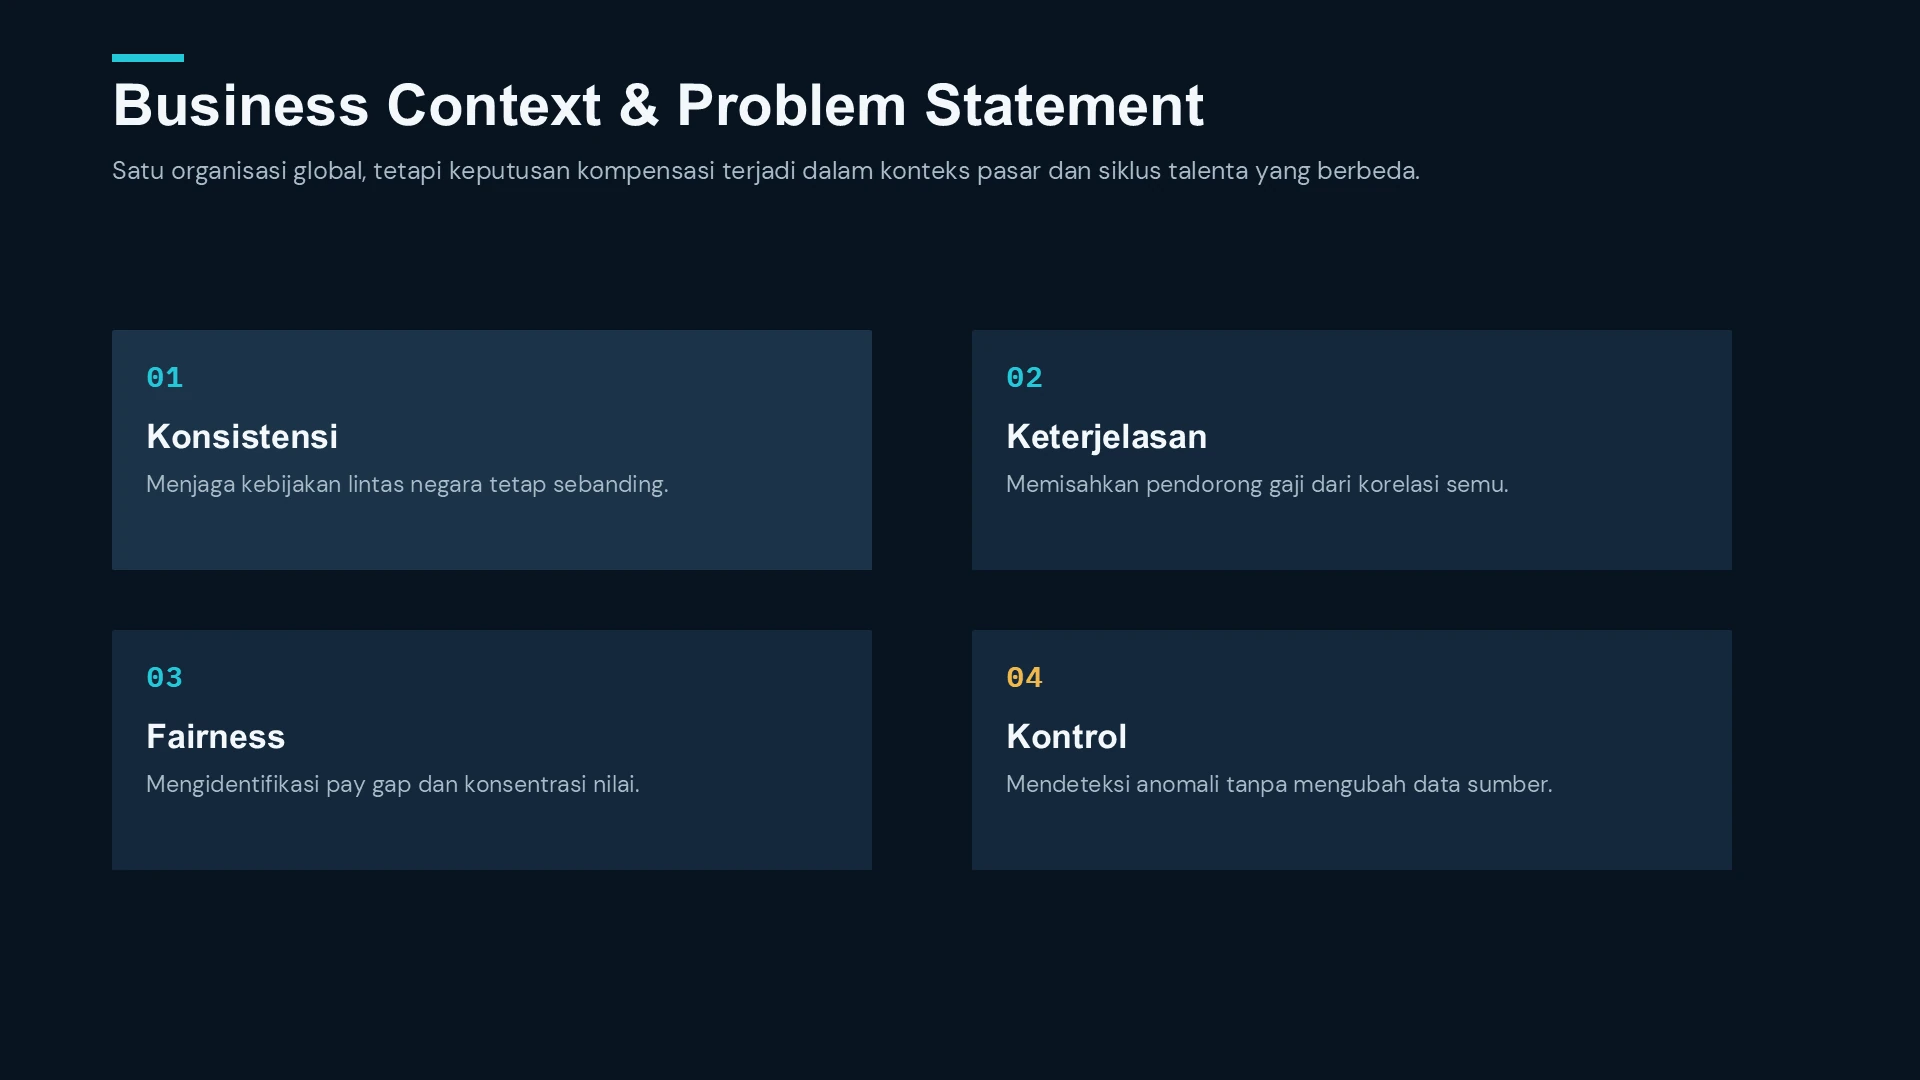 Business Context & Problem Statement
Satu organisasi global, tetapi keputusan kompensasi terjadi dalam konteks pasar dan siklus talenta yang berbeda.
01
Konsistensi
Menjaga kebijakan lintas negara tetap sebanding.
02
Keterjelasan
Memisahkan pendorong gaji dari korelasi semu.
03
Fairness
Mengidentifikasi pay gap dan konsentrasi nilai.
04
Kontrol
Mendeteksi anomali tanpa mengubah data sumber.